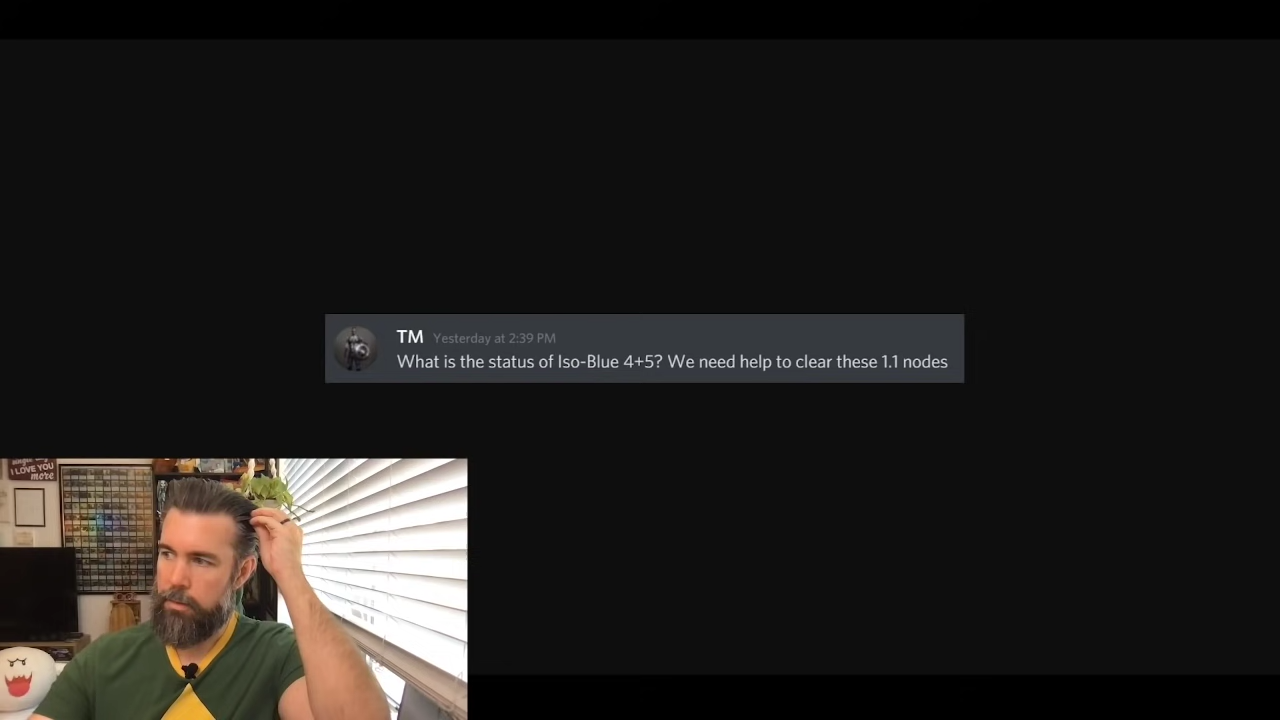 TM Yesterday at 2:39 PM
What is the status of Iso-Blue 4+5? We need help to clear these 1.1 nodes
I LOVE YOU
more